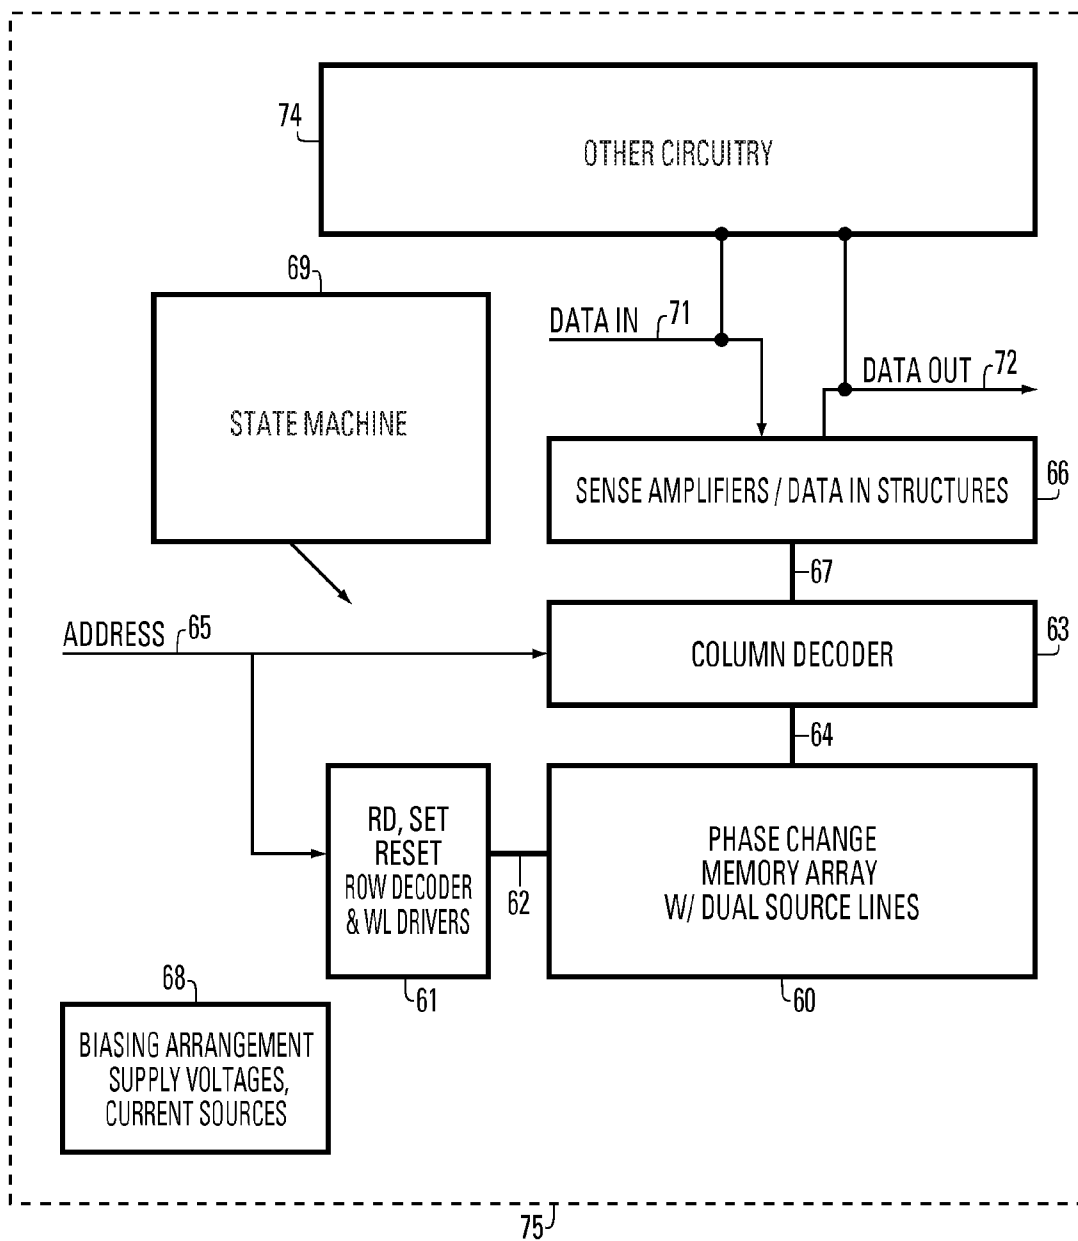 74
OTHER CIRCUITRY
69
STATE MACHINE
DATA IN
71
DATA OUT
72
SENSE AMPLIFIERS / DATA IN STRUCTURES
66
67
ADDRESS
65
COLUMN DECODER
63
64
RD, SET
RESET
ROW DECODER
& WL DRIVERS
62
61
PHASE CHANGE
MEMORY ARRAY
W/ DUAL SOURCE LINES
60
68
BIASING ARRANGEMENT
SUPPLY VOLTAGES,
CURRENT SOURCES
75